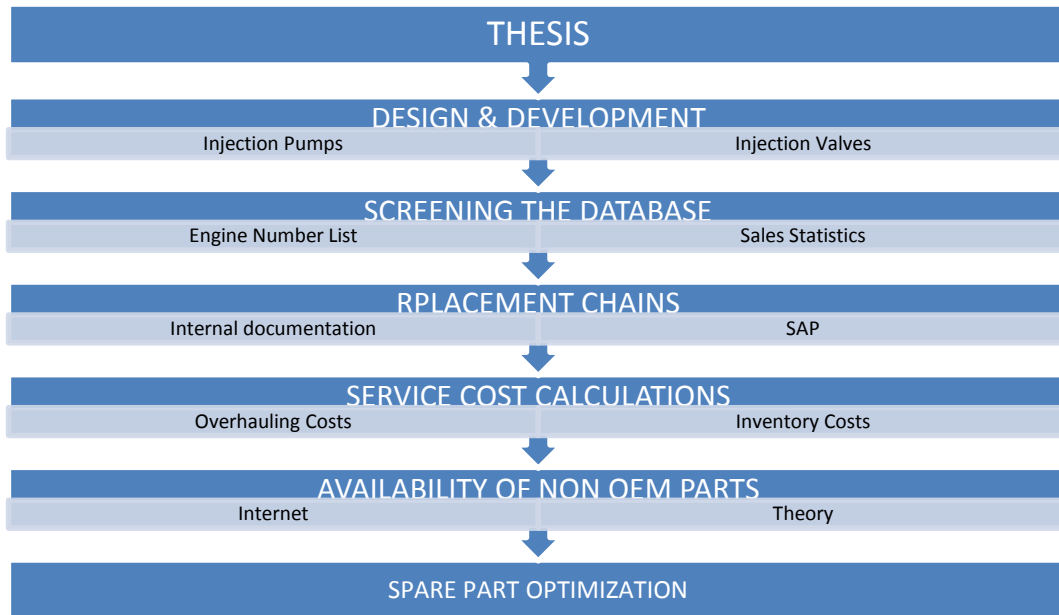 THESIS
DESIGN & DEVELOPMENT
Injection Pumps Injection Valves
SCREENING THE DATABASE
Engine Number List Sales Statistics
RPLACEMENT CHAINS
Internal documentation SAP
SERVICE COST CALCULATIONS
Overhauling Costs Inventory Costs
AVAILABILITY OF NON OEM PARTS
Internet Theory
SPARE PART OPTIMIZATION